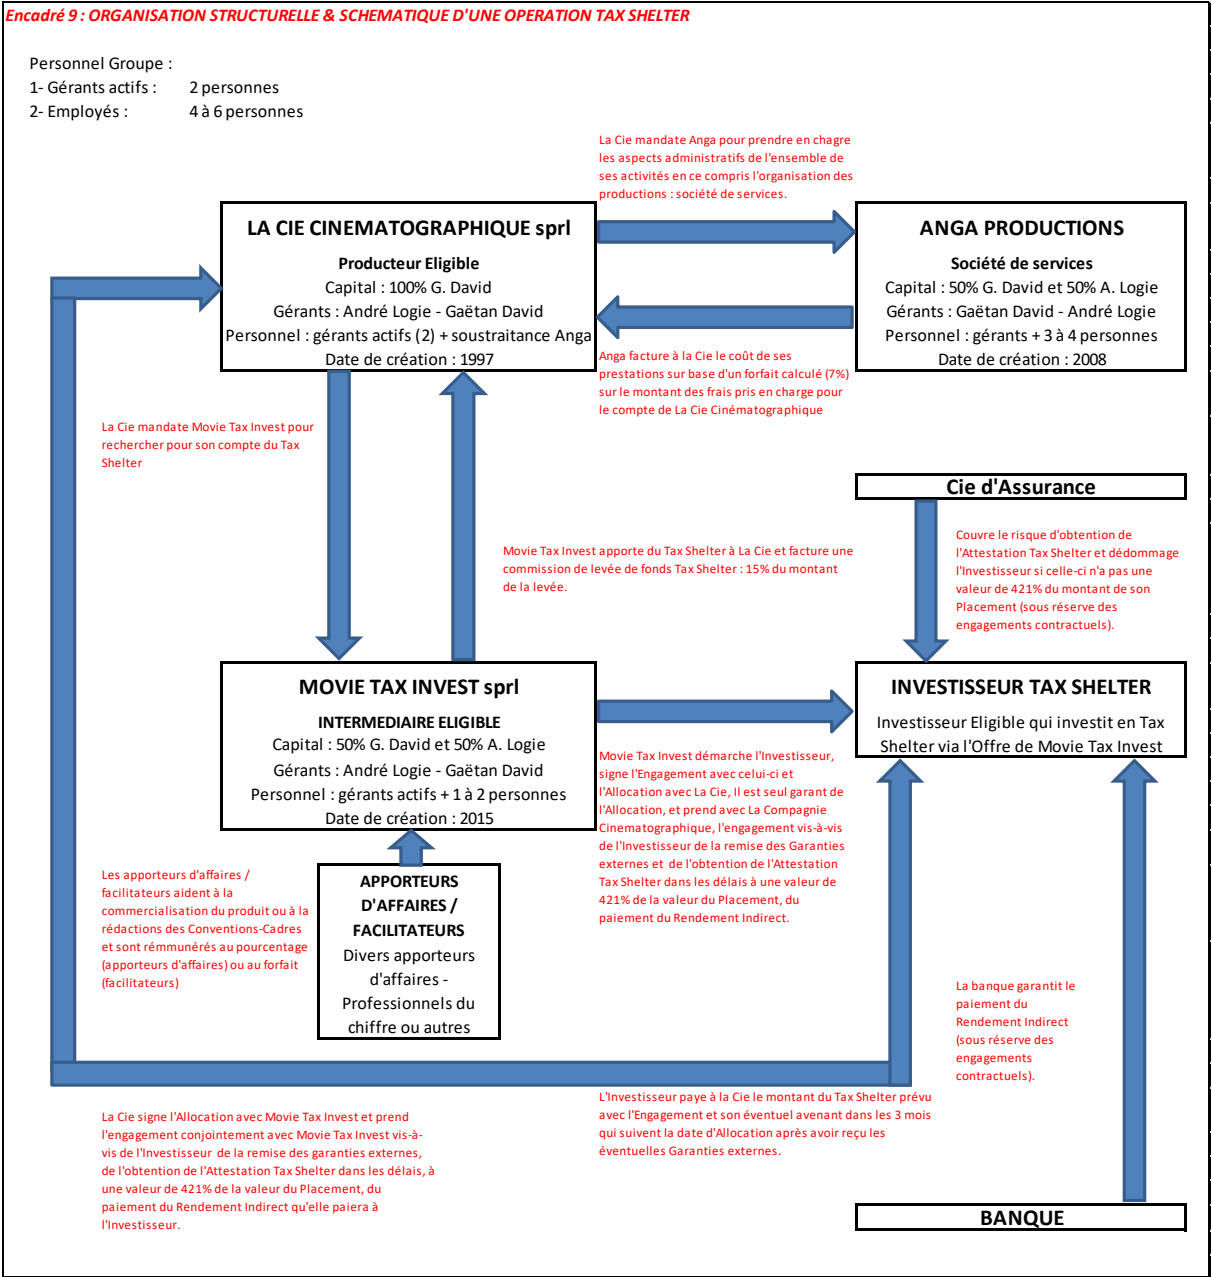 Encadré 9 : ORGANISATION STRUCTURELLE & SCHEMATIQUE D'UNE OPERATION TAX SHELTER
Personnel Groupe :
1- Gérants actifs : 2 personnes
2- Employés : 4 à 6 personnes
La Cie mandate Anga pour prendre en chagre
les aspects administratifs de l'ensemble de
ses activités en ce compris l'organisation des
productions : société de services.
LA CIE CINEMATOGRAPHIQUE sprl
Producteur Eligible
Capital : 100% G. David
Gérants : André Logie - Gaëtan David
Personnel : gérants actifs (2) + soustraitance Anga
Date de création : 1997
ANGA PRODUCTIONS
Société de services
Capital : 50% G. David et 50% A. Logie
Gérants : Gaëtan David - André Logie
Personnel : gérants + 3 à 4 personnes
Date de création : 2008
Anga facture à la Cie le coût de ses
prestations sur base d'un forfait calculé (7%)
sur le montant des frais pris en charge pour
le compte de La Cie Cinématographique
La Cie mandate Movie Tax Invest pour
rechercher pour son compte du Tax
Shelter
Cie d'Assurance
Movie Tax Invest apporte du Tax Shelter à La Cie et facture une
commission de levée de fonds Tax Shelter : 15% du montant
de la levée.
Couvre le risque d'obtention de
l'Attestation Tax Shelter et dédommage
l'Investisseur si celle-ci n'a pas une
valeur de 421% du montant de son
Placement (sous réserve des
engagements contractuels).
MOVIE TAX INVEST sprl
INTERMEDIAIRE ELIGIBLE
Capital : 50% G. David et 50% A. Logie
Gérants : André Logie - Gaëtan David
Personnel : gérants actifs + 1 à 2 personnes
Date de création : 2015
INVESTISSEUR TAX SHELTER
Investisseur Eligible qui investit en Tax
Shelter via l'Offre de Movie Tax Invest
Movie Tax Invest démarche l'Investisseur,
signe l'Engagement avec celui-ci et
l'Allocation avec La Cie, Il est seul garant de
l'Allocation, et prend avec La Compagnie
Cinematographique, l'engagement vis-à-vis
de l'Investisseur de la remise des Garanties
externes et de l'obtention de l'Attestation
Tax Shelter dans les délais à une valeur de
421% de la valeur du Placement, du
paiement du Rendement Indirect.
Les apporteurs d'affaires /
facilitateurs aident à la
commercialisation du produit ou à la
rédactions des Conventions-Cadres
et sont rémmunérés au pourcentage
(apporteurs d'affaires) ou au forfait
(facilitateurs)
APPORTEURS
D'AFFAIRES /
FACILITATEURS
Divers apporteurs
d'affaires -
Professionnels du
chiffre ou autres
La banque garantit le
paiement du
Rendement Indirect
(sous réserve des
engagements
contractuels).
La Cie signe l'Allocation avec Movie Tax Invest et prend
l'engagement conjointement avec Movie Tax Invest vis-à-
vis de l'Investisseur de la remise des garanties externes,
de l'obtention de l'Attestation Tax Shelter dans les délais, à
une valeur de 421% de la valeur du Placement, du
paiement du Rendement Indirect qu'elle paiera à
l'Investisseur.
L'Investisseur paye à la Cie le montant du Tax Shelter prévu
avec l'Engagement et son éventuel avenant dans les 3 mois
qui suivent la date d'Allocation après avoir reçu les
éventuelles Garanties externes.
BANQUE